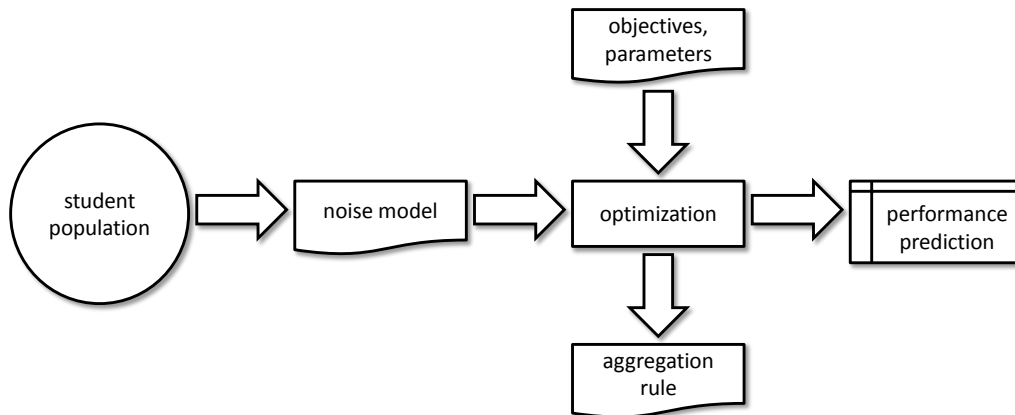 objectives,
parameters
student
population
noise model
optimization
performance
prediction
aggregation
rule